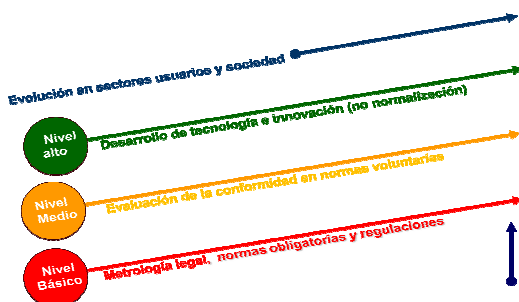 Evolución en sectores usuarios y sociedad
Nivel
alto
Desarrollo de tecnología e innovación (no normalización)
Nivel
Medio
Evaluación de la conformidad en normas voluntarias
Nivel
Básico
Metrología legal, normas obligatorias y regulaciones